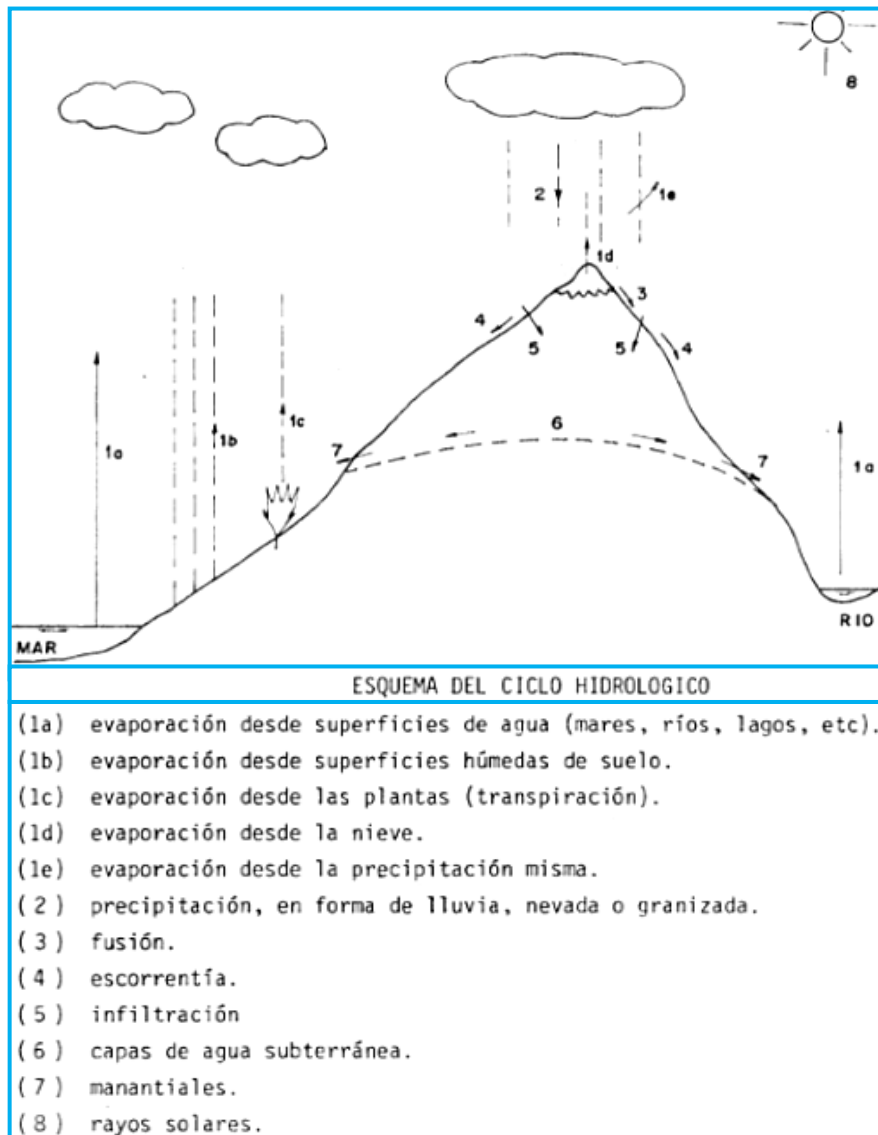 8
2
1e
1d
3
4
5
5
4
1a
1b
1c
7
6
7
1a
MAR
RIO
ESQUEMA DEL CICLO HIDROLOGICO
(1a) evaporación desde superficies de agua (mares, ríos, lagos, etc).
(1b) evaporación desde superficies húmedas de suelo.
(1c) evaporación desde las plantas (transpiración).
(1d) evaporación desde la nieve.
(1e) evaporación desde la precipitación misma.
( 2 ) precipitación, en forma de lluvia, nevada o granizada.
( 3 ) fusión.
( 4 ) escorrentía.
( 5 ) infiltración
( 6 ) capas de agua subterránea.
( 7 ) manantiales.
( 8 ) rayos solares.